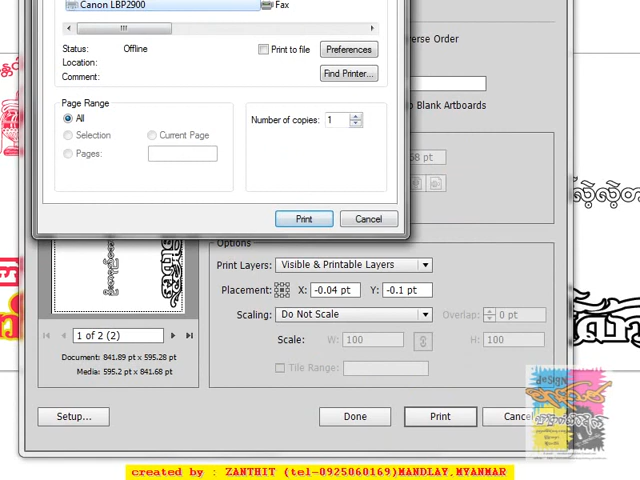 Canon LBP2900
Fax
Status: Offline
Print to file
Preferences
Location:
Comment:
Find Printer...
Page Range
All
Selection
Current Page
Pages:
Number of copies: 1
Print
Cancel
verse Order
Blank Artboards
pt
Options
Print Layers: Visible & Printable Layers
Placement: X: -0.04 pt Y: -0.1 pt
Scaling: Do Not Scale
Overlap: 0 pt
Scale: W: 100 H: 100
Tile Range:
1 of 2 (2)
Document: 841.89 pt x 595.28 pt
Media: 595.2 pt x 841.68 pt
Setup...
Done
Print
Cancel
deSIGN
created by : ZANTHIT (tel-0925060169)MANDLAY.MYANMAR